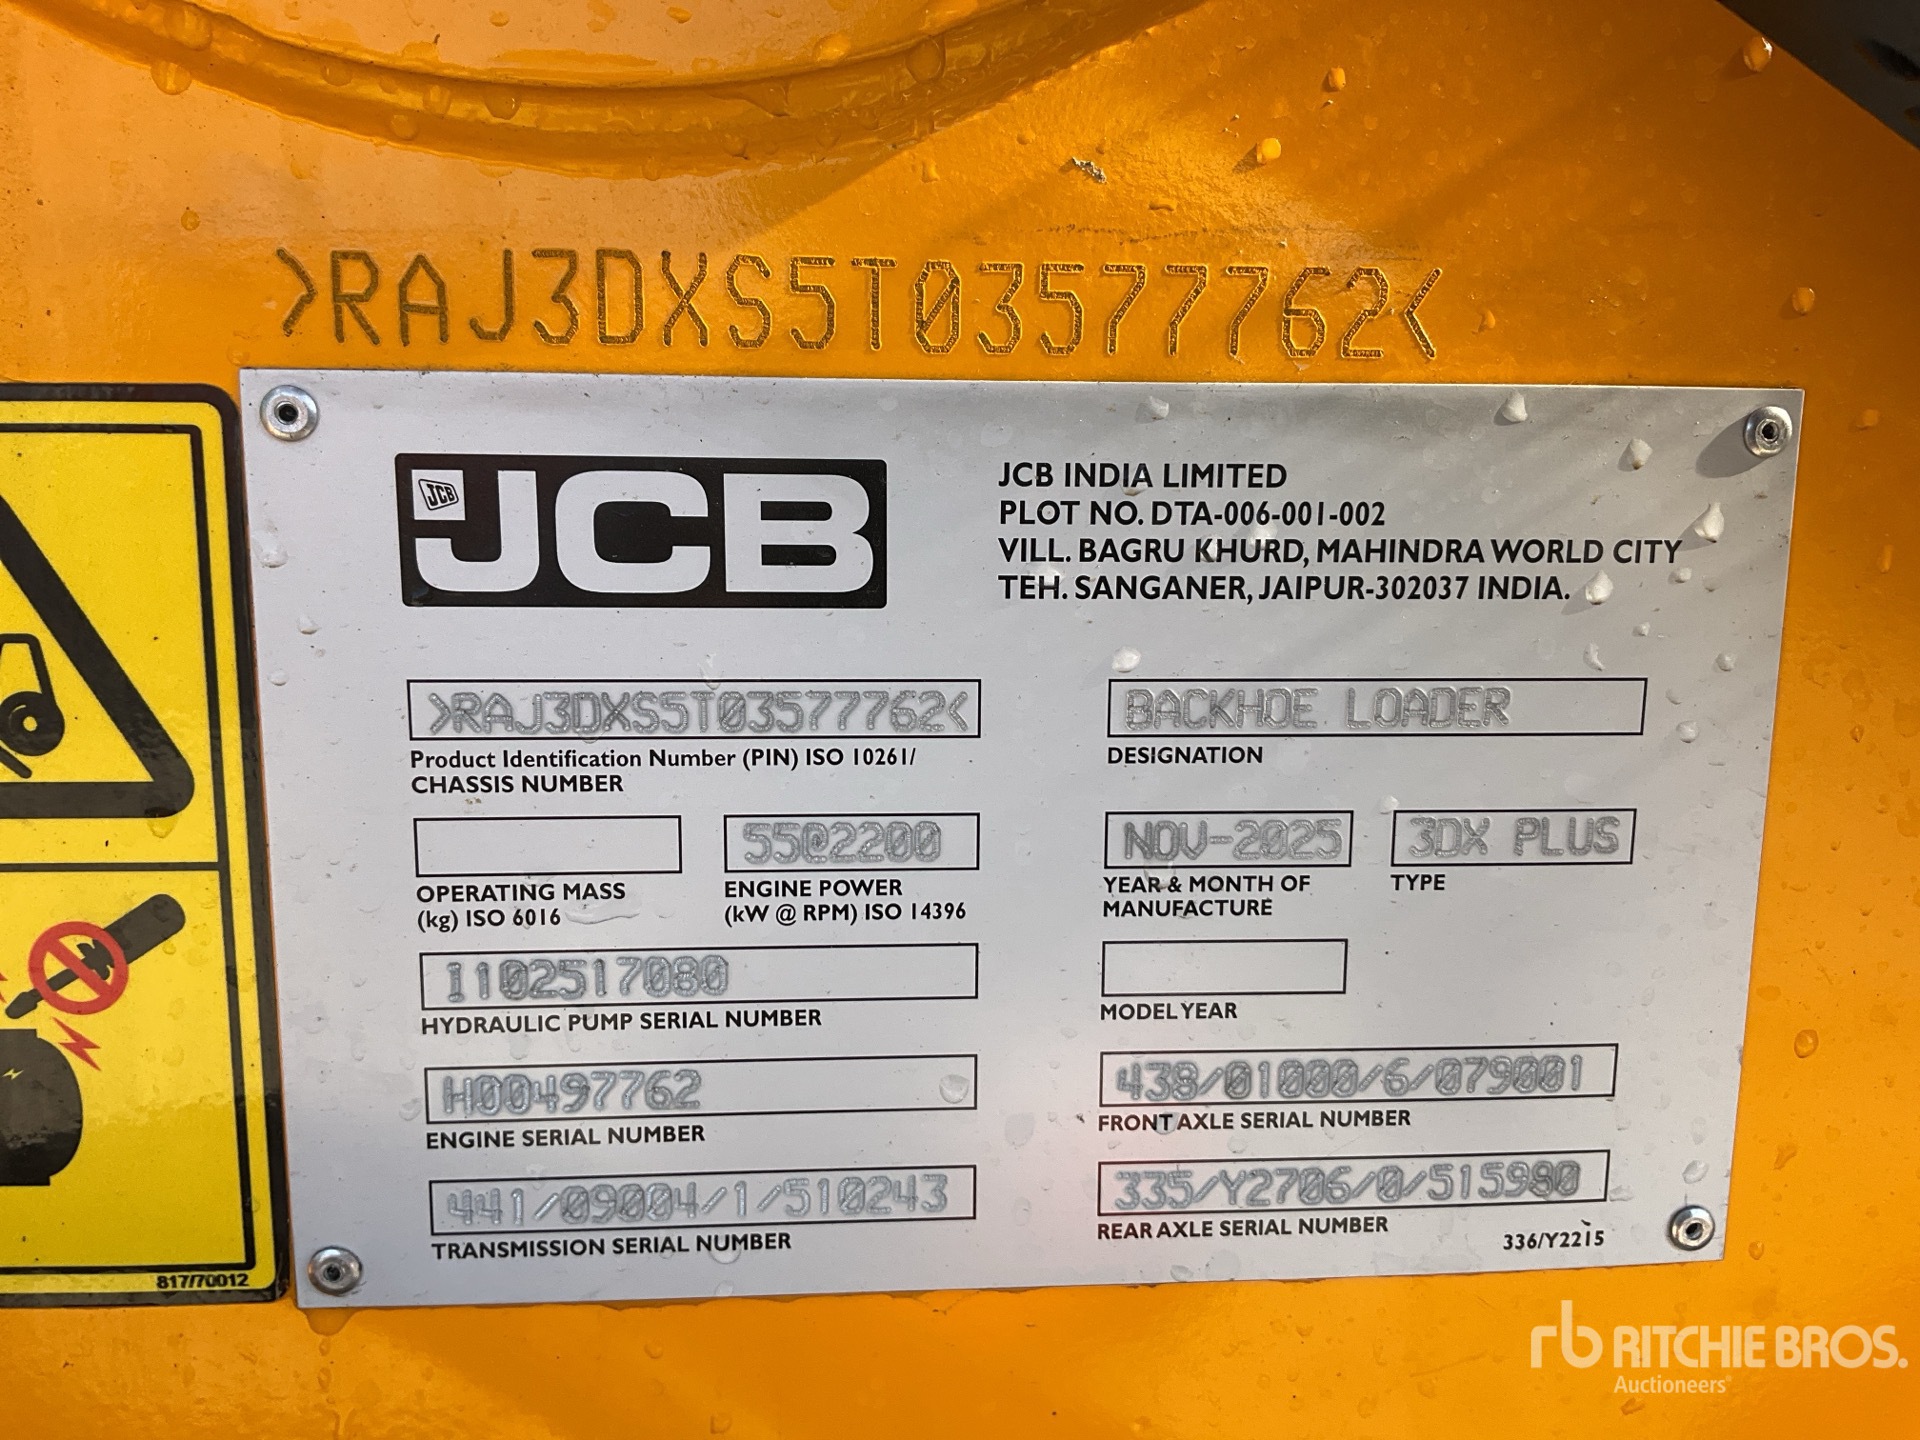 >RAJ3DXS5T03577762<
JCB
JCB
JCB INDIA LIMITED
PLOT NO. DTA-006-001-002
VILL. BAGRU KHURD, MAHINDRA WORLD CITY
TEH. SANGANER, JAIPUR-302037 INDIA.
>RAJ3DXS5T03577762<
Product Identification Number (PIN) ISO 10261/
CHASSIS NUMBER
BACKHOE LOADER
DESIGNATION
OPERATING MASS
(kg) ISO 6016
55@2200
ENGINE POWER
(kW @ RPM) ISO 14396
NOV-2025
YEAR & MONTH OF
MANUFACTURE
3DX PLUS
TYPE
I102517080
HYDRAULIC PUMP SERIAL NUMBER
MODEL YEAR
H00497762
ENGINE SERIAL NUMBER
438/01000/6/079001
FRONT AXLE SERIAL NUMBER
441/09004/1/510243
TRANSMISSION SERIAL NUMBER
335/Y2706/0/515980
REAR AXLE SERIAL NUMBER
336/Y2215
817/70012
rb RITCHIE BROS.
Auctioneers